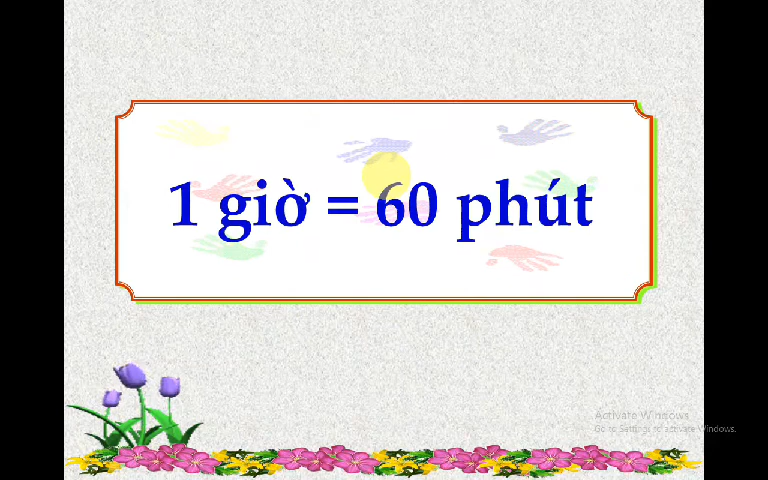 1 giờ = 60 phút
Activate Windows
Go to Settings to activate Windows.